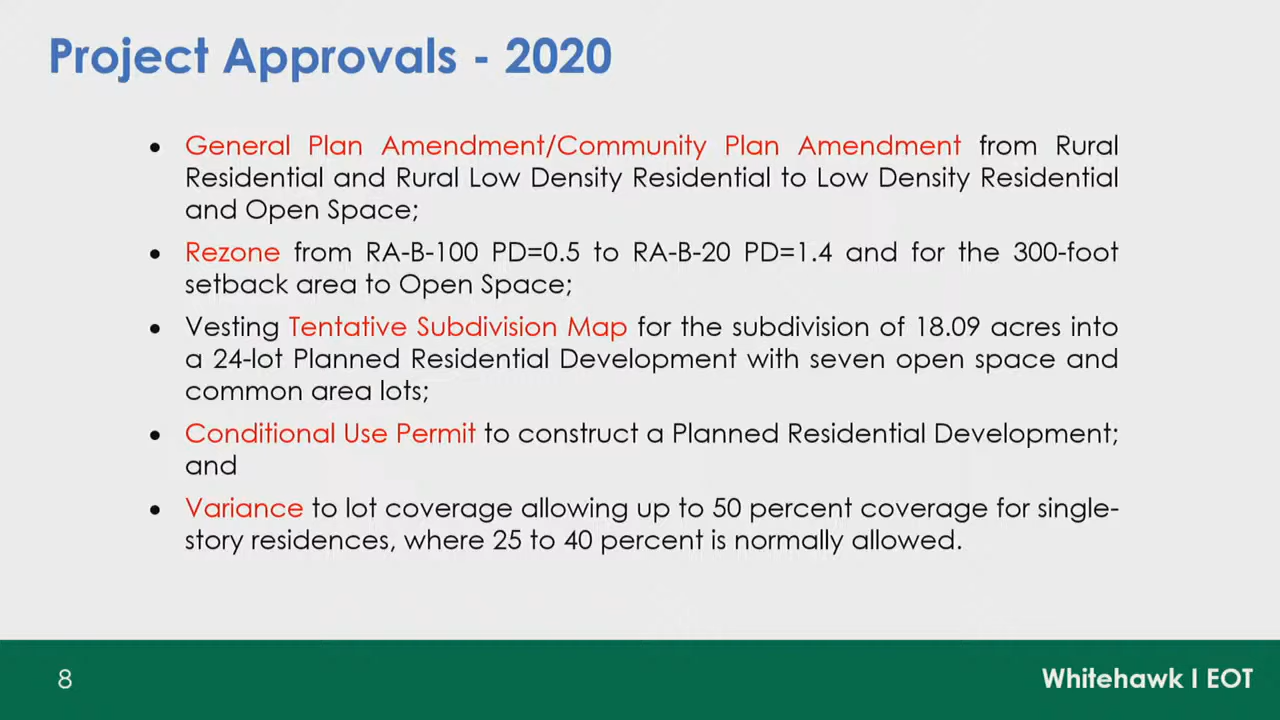 Project Approvals - 2020
• General Plan Amendment/Community Plan Amendment from Rural
Residential and Rural Low Density Residential to Low Density Residential
and Open Space;
• Rezone from RA-B-100 PD=0.5 to RA-B-20 PD=1.4 and for the 300-foot
setback area to Open Space;
• Vesting Tentative Subdivision Map for the subdivision of 18.09 acres into
a 24-lot Planned Residential Development with seven open space and
common area lots;
• Conditional Use Permit to construct a Planned Residential Development;
and
• Variance to lot coverage allowing up to 50 percent coverage for single-
story residences, where 25 to 40 percent is normally allowed.
8
Whitehawk I EOT